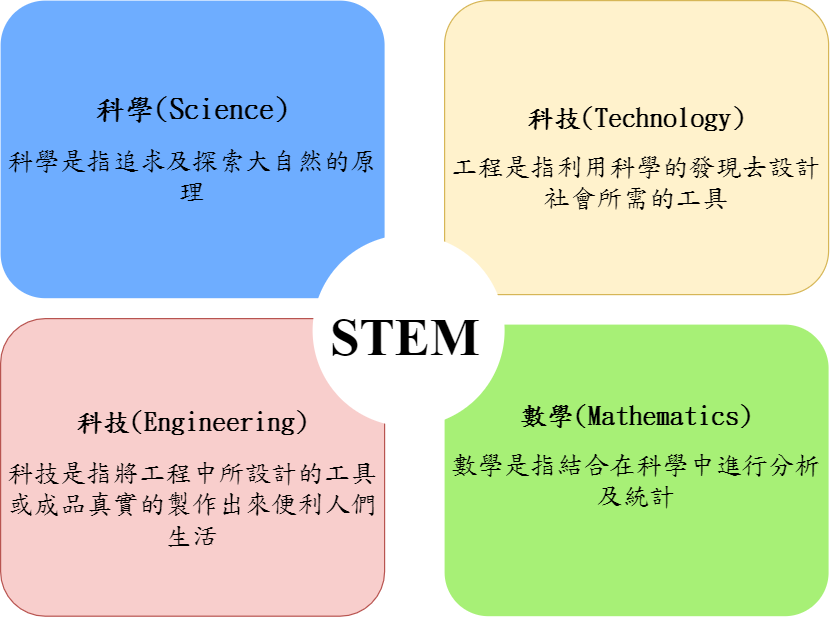 科學(Science)
科學是指追求及探索大自然的原
理
科技(Technology)
工程是指利用科學的發現去設計
社會所需的工具
STEM
科技(Engineering)
科技是指將工程中所設計的工具
或成品真實的製作出來便利人們
生活
數學(Mathematics)
數學是指結合在科學中進行分析
及統計